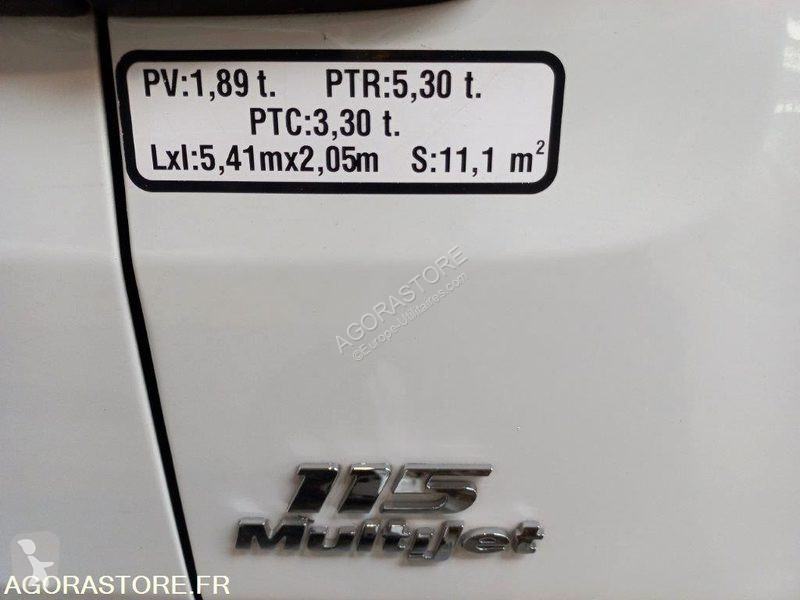 PV:1,89 t. PTR:5,30 t.
PTC:3,30 t.
Lxl:5,41mx2,05m S:11,1 m²
AGORASTORE
©Europe-Utilitaires.com
115
MultiJet
AGORASTORE.FR